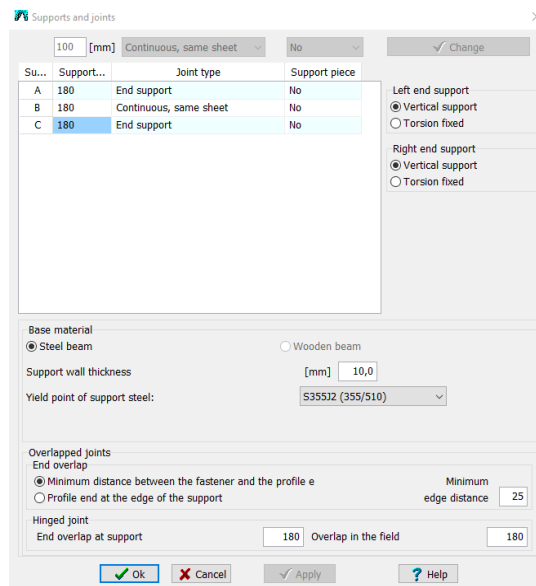 Supports and joints
100 [mm] Continuous, same sheet No Change
Su... Support... Joint type Support piece
A 180 End support No
B 180 Continuous, same sheet No
C 180 End support No
Left end support
Vertical support
Torsion fixed
Right end support
Vertical support
Torsion fixed
Base material
Steel beam Wooden beam
Support wall thickness [mm] 10,0
Yield point of support steel: S355J2 (355/510)
Overlapped joints
End overlap
Minimum distance between the fastener and the profile e Minimum
Profile end at the edge of the support edge distance 25
Hinged joint
End overlap at support 180 Overlap in the field 180
Ok Cancel Apply ? Help